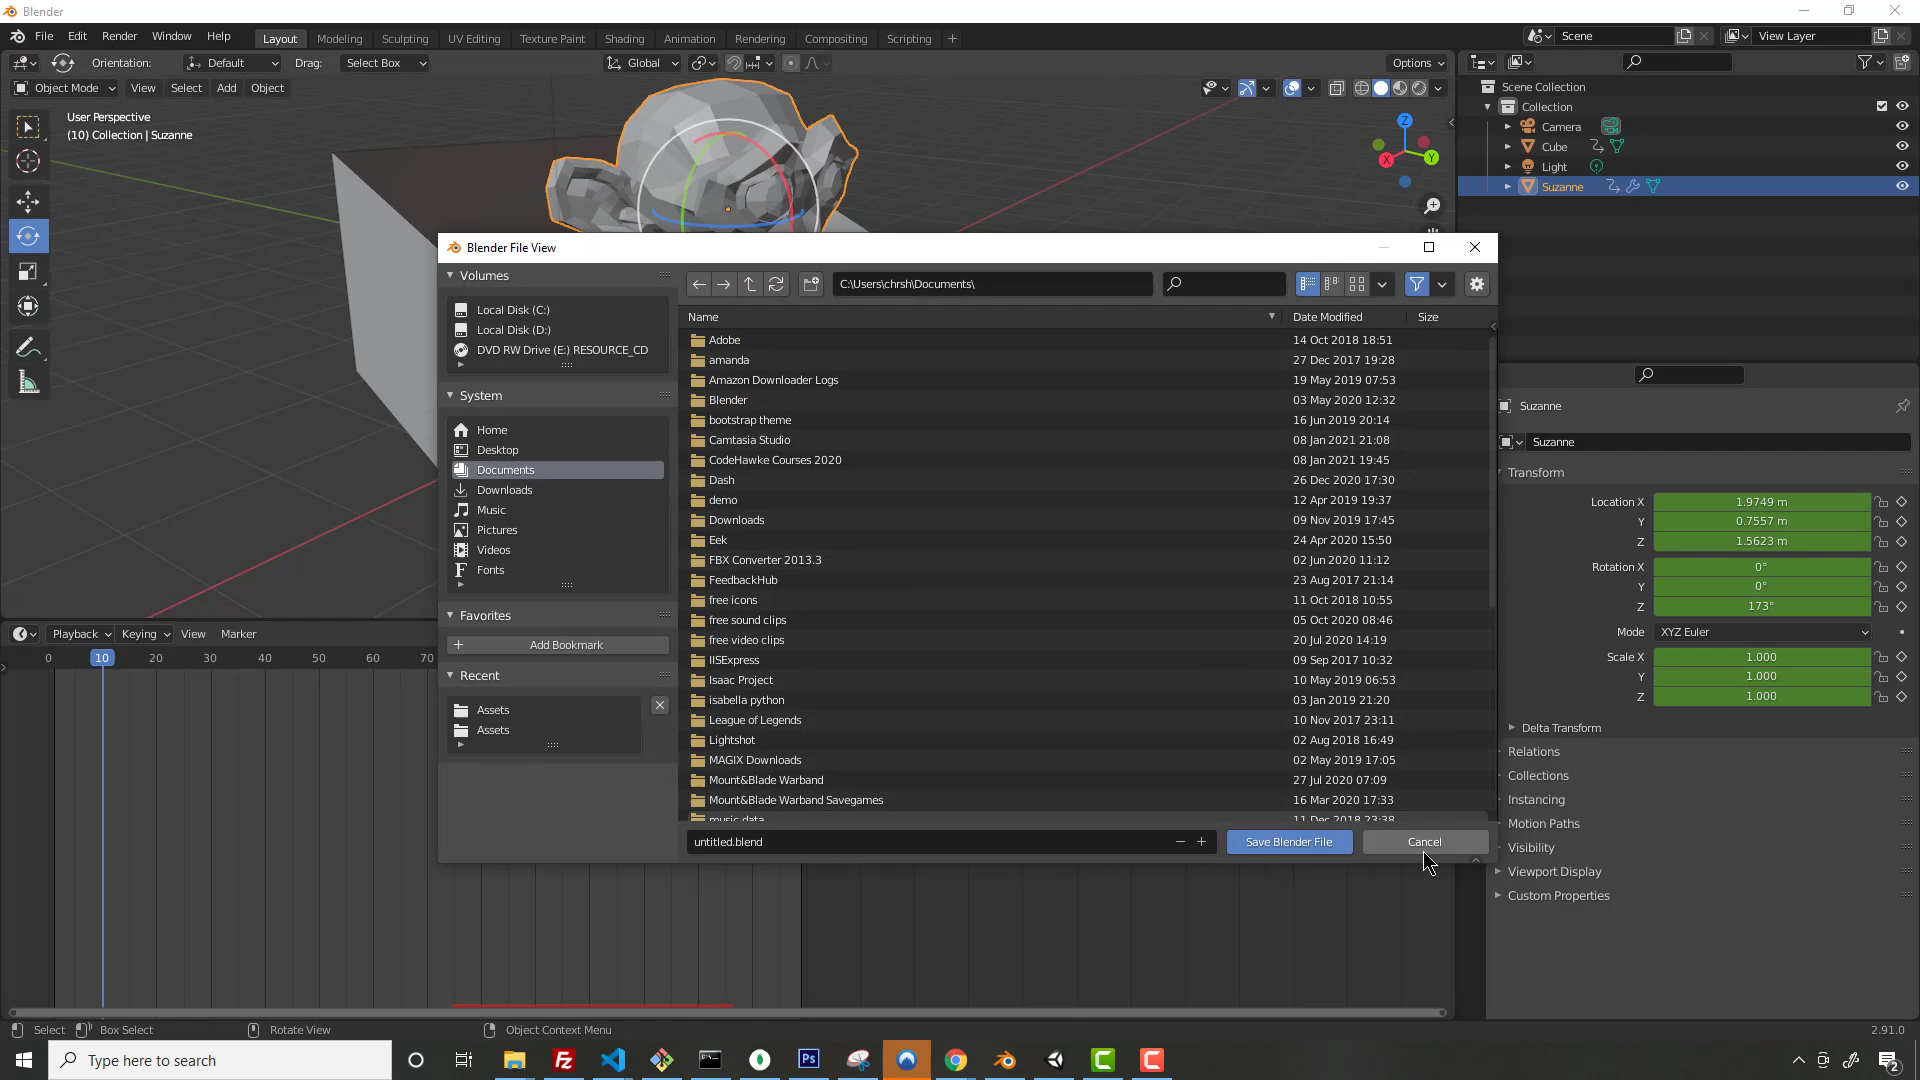 Blender
File Edit Render Window Help Layout Modeling Sculpting UV Editing Texture Paint Shading Animation Rendering Compositing Scripting Scene View Layer
Orientation: Default Drag: Select Box Global Options
Object Mode View Select Add Object
User Perspective
(10) Collection | Suzanne
Z
Y
X
Scene Collection
Collection
Camera
Cube
Light
Suzanne
Blender File View
Volumes
Local Disk (C:)
Local Disk (D:)
DVD RW Drive (E:) RESOURCE_CD
System
Home
Desktop
Documents
Downloads
Music
Pictures
Videos
Fonts
Favorites
Add Bookmark
Recent
Assets
Assets
C:\Users\chrsh\Documents\
Name Date Modified Size
Adobe 14 Oct 2018 18:51
amanda 27 Dec 2017 19:28
Amazon Downloader Logs 19 May 2019 07:53
Blender 03 May 2020 12:32
bootstrap theme 16 Jun 2019 20:14
Camtasia Studio 08 Jan 2021 21:08
CodeHawke Courses 2020 08 Jan 2021 19:45
Dash 26 Dec 2020 17:30
demo 12 Apr 2019 19:37
Downloads 09 Nov 2019 17:45
Eek 24 Apr 2020 15:50
FBX Converter 2013.3 02 Jun 2020 11:12
FeedbackHub 23 Aug 2017 21:14
free icons 11 Oct 2018 10:55
free sound clips 05 Oct 2020 08:46
free video clips 20 Jul 2020 14:19
IISExpress 09 Sep 2017 10:32
Isaac Project 10 May 2019 06:53
isabella python 03 Jan 2019 21:20
League of Legends 10 Nov 2017 23:11
Lightshot 02 Aug 2018 16:49
MAGIX Downloads 02 May 2019 17:05
Mount&Blade Warband 27 Jul 2020 07:09
Mount&Blade Warband Savegames 16 Mar 2020 17:33
music data 11 Dec 2018 23:38
untitled.blend Save Blender File Cancel
Suzanne
Suzanne
Transform
Location X 1.9749 m
Y 0.7557 m
Z 1.5623 m
Rotation X 0°
Y 0°
Z 173°
Mode XYZ Euler
Scale X 1.000
Y 1.000
Z 1.000
Delta Transform
Relations
Collections
Instancing
Motion Paths
Visibility
Viewport Display
Custom Properties
Playback Keying View Marker
0 10 20 30 40 50 60 70
Select Box Select Rotate View Object Context Menu 2.91.0
Type here to search
Fz
Ps
C
C
2